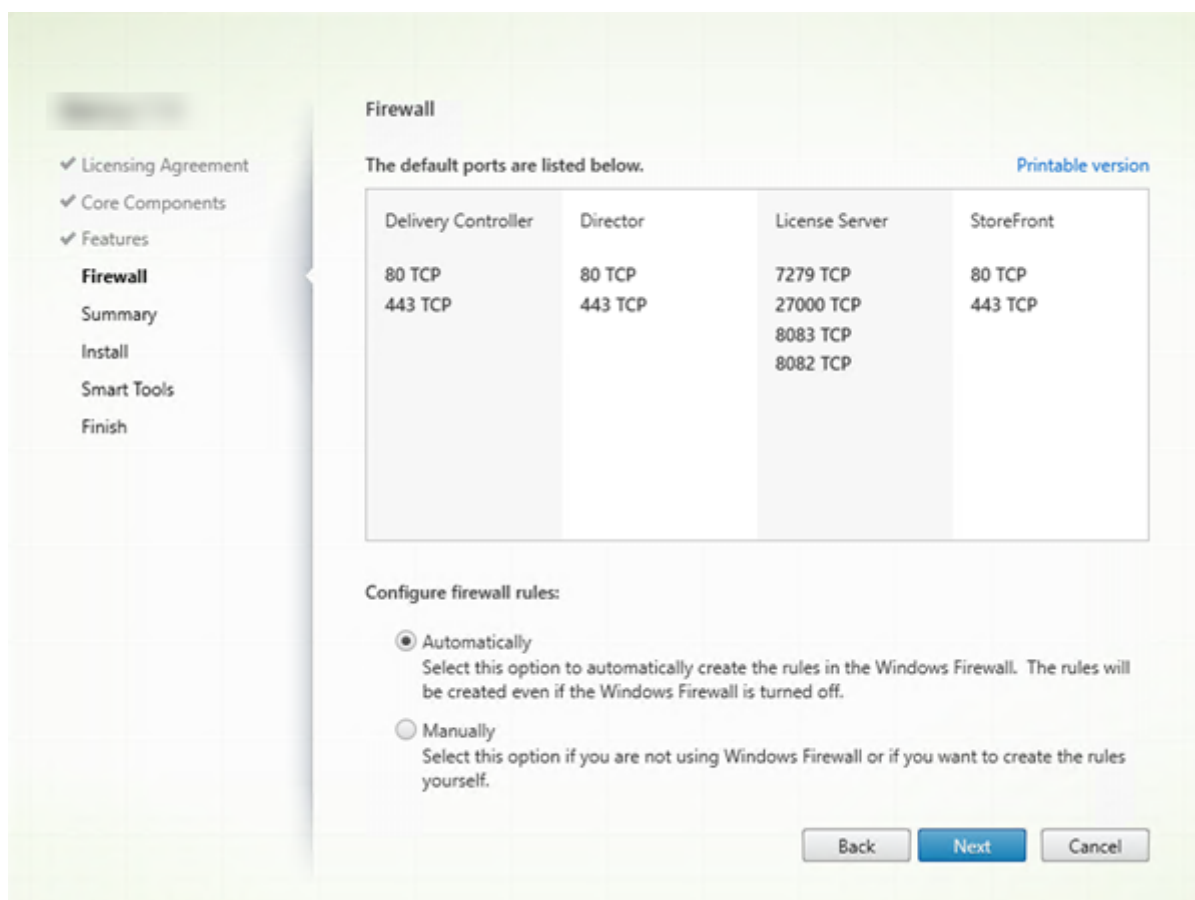 Licensing Agreement
Core Components
Features
Firewall
Summary
Install
Smart Tools
Finish
Firewall
The default ports are listed below.
Printable version
Delivery Controller
80 TCP
443 TCP
Director
80 TCP
443 TCP
License Server
7279 TCP
27000 TCP
8083 TCP
8082 TCP
StoreFront
80 TCP
443 TCP
Configure firewall rules:
Automatically
Select this option to automatically create the rules in the Windows Firewall. The rules will
be created even if the Windows Firewall is turned off.
Manually
Select this option if you are not using Windows Firewall or if you want to create the rules
yourself.
Back
Next
Cancel